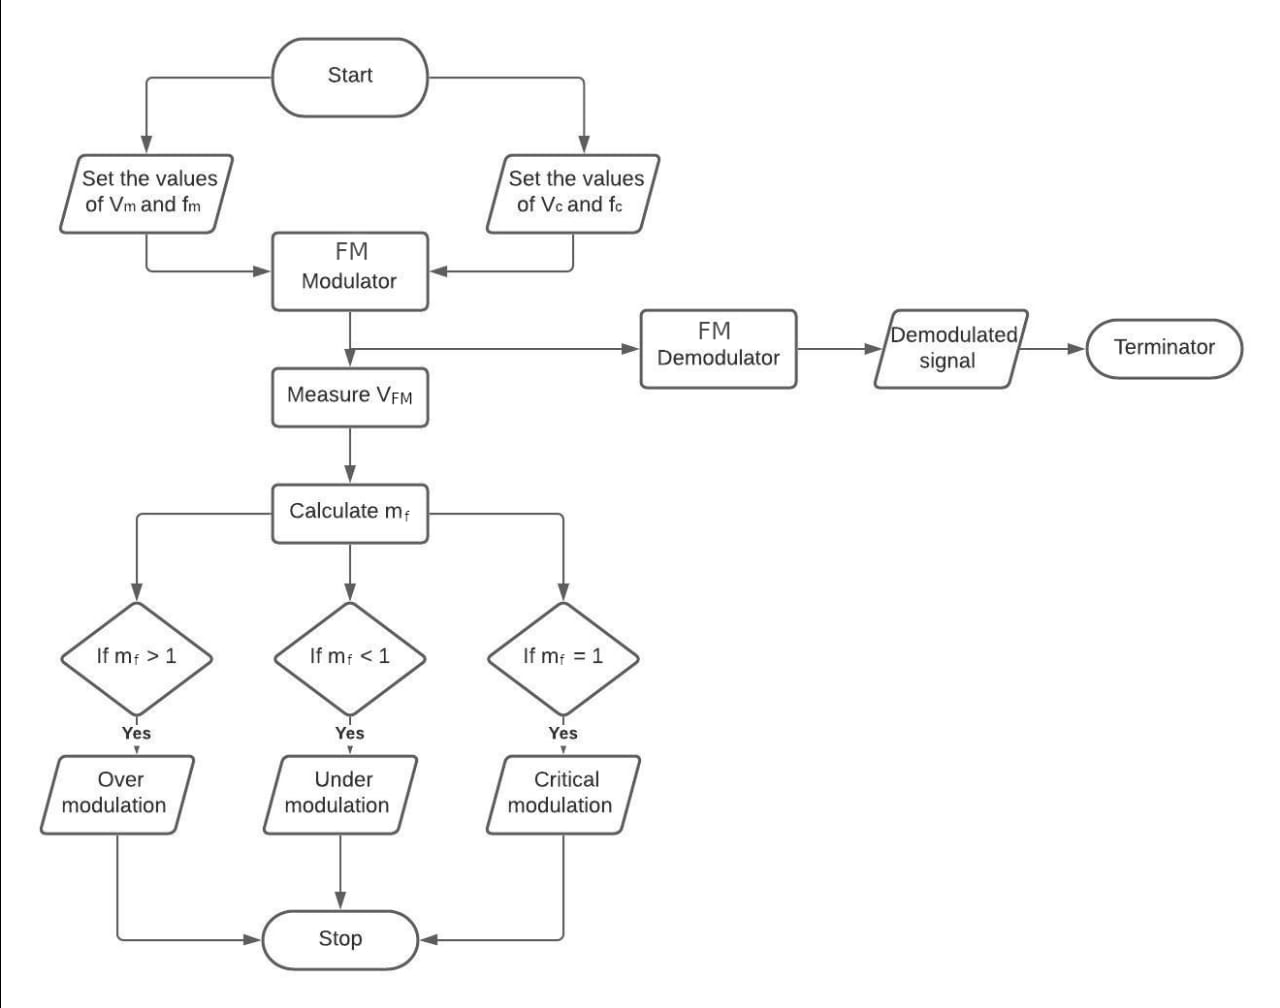 Start
Set the values
of Vm and fm
Set the values
of Vc and fc
FM
Modulator
FM
Demodulator
Demodulated
signal
Terminator
Measure VFM
Calculate mf
If mf > 1
If mf < 1
If mf = 1
Yes
Yes
Yes
Over
modulation
Under
modulation
Critical
modulation
Stop